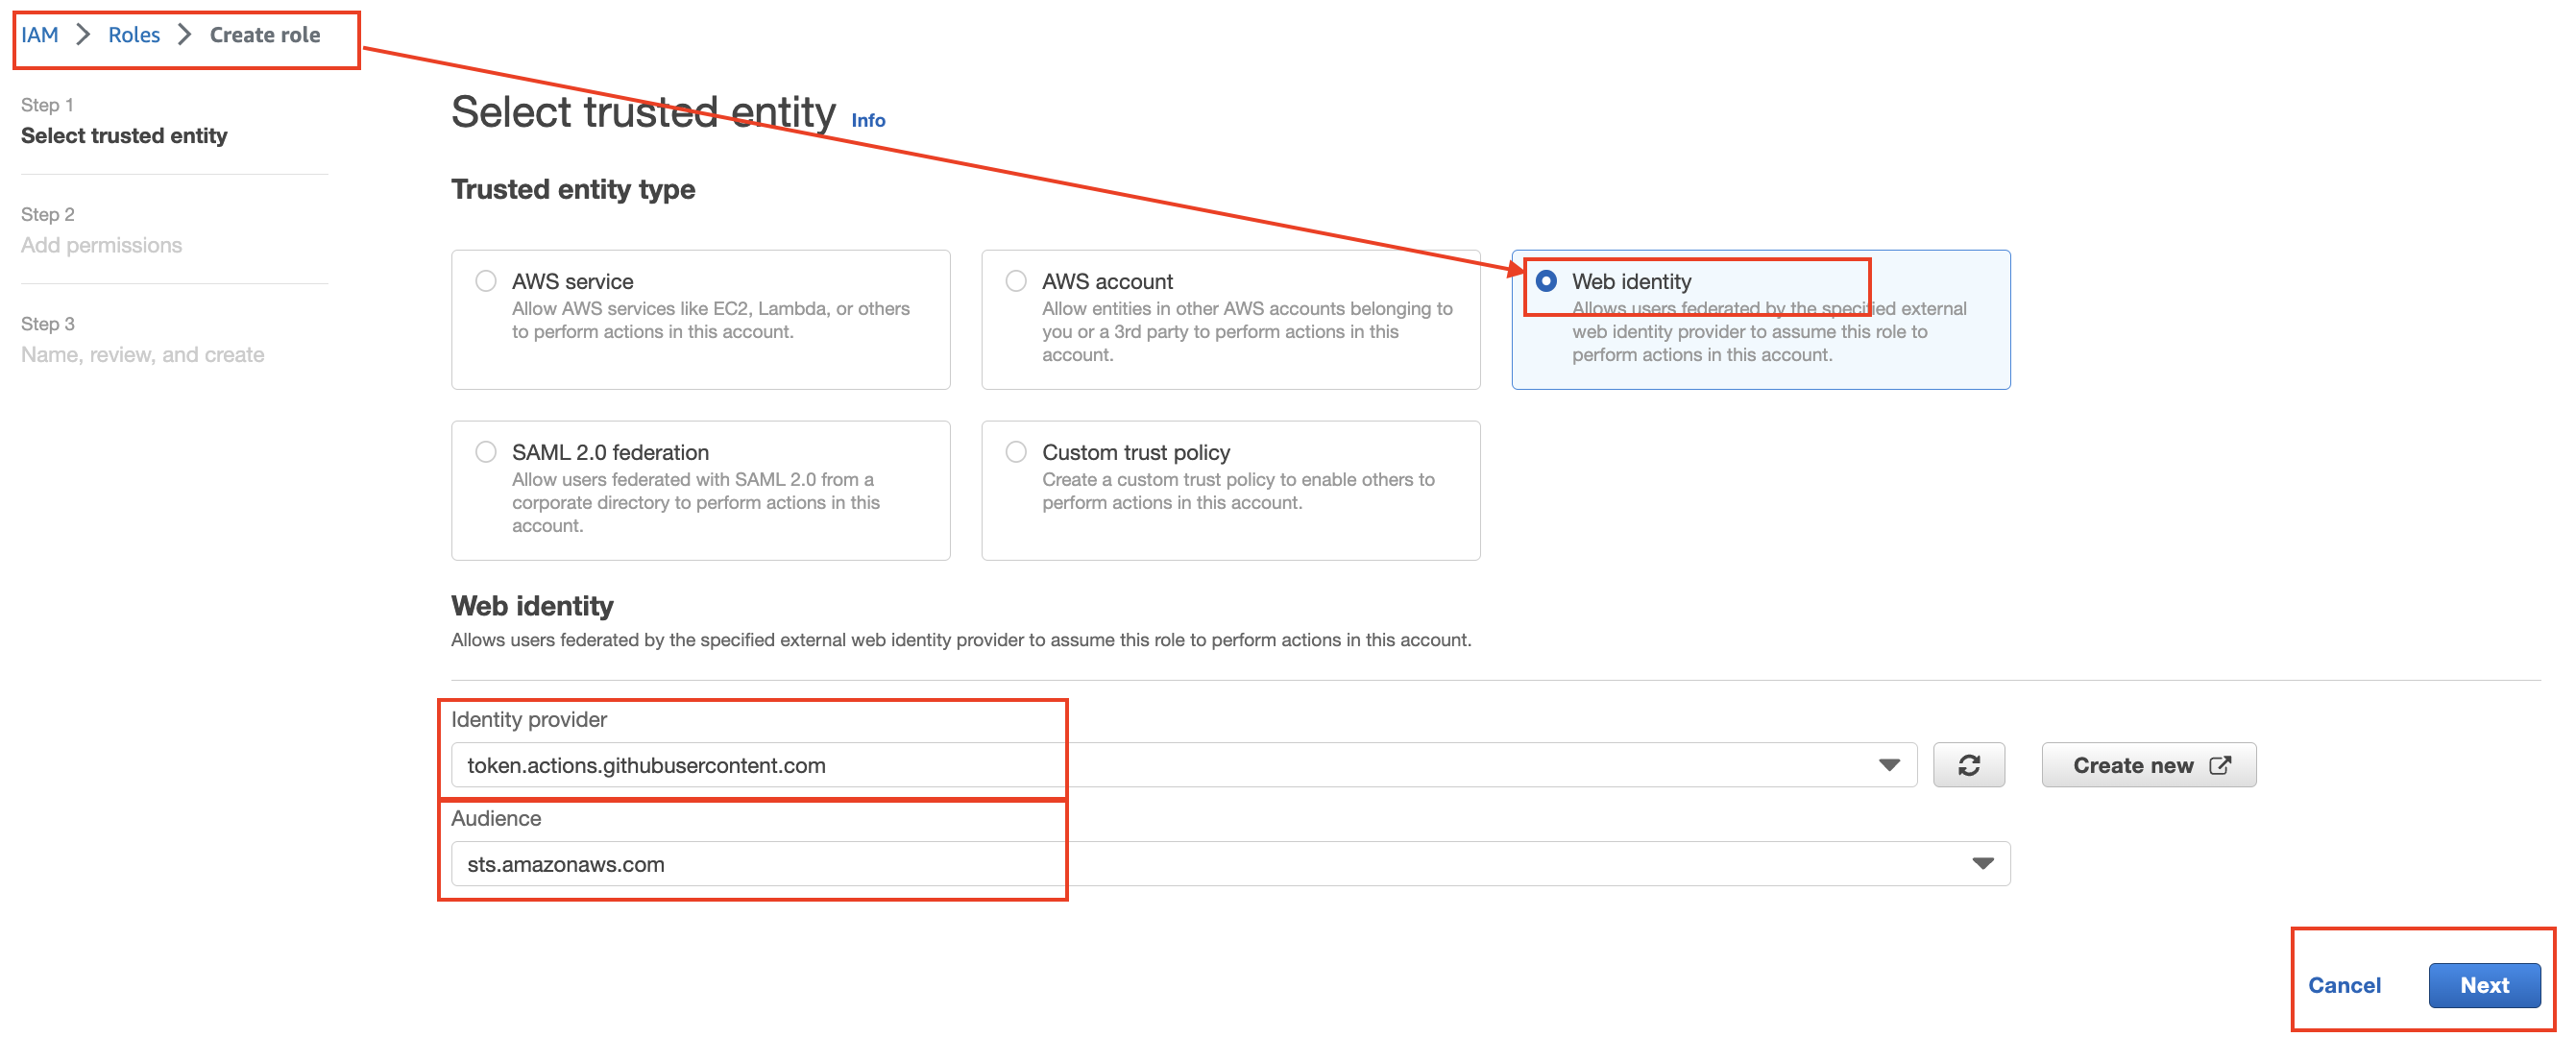 IAM > Roles > Create role
Step 1
Select trusted entity
Step 2
Add permissions
Step 3
Name, review, and create
Select trusted entity Info
Trusted entity type
AWS service
Allow AWS services like EC2, Lambda, or others
to perform actions in this account.
AWS account
Allow entities in other AWS accounts belonging to
you or a 3rd party to perform actions in this
account.
Web identity
Allows users federated by the specified external
web identity provider to assume this role to
perform actions in this account.
SAML 2.0 federation
Allow users federated with SAML 2.0 from a
corporate directory to perform actions in this
account.
Custom trust policy
Create a custom trust policy to enable others to
perform actions in this account.
Web identity
Allows users federated by the specified external web identity provider to assume this role to perform actions in this account.
Identity provider
token.actions.githubusercontent.com
Create new
Audience
sts.amazonaws.com
Cancel
Next